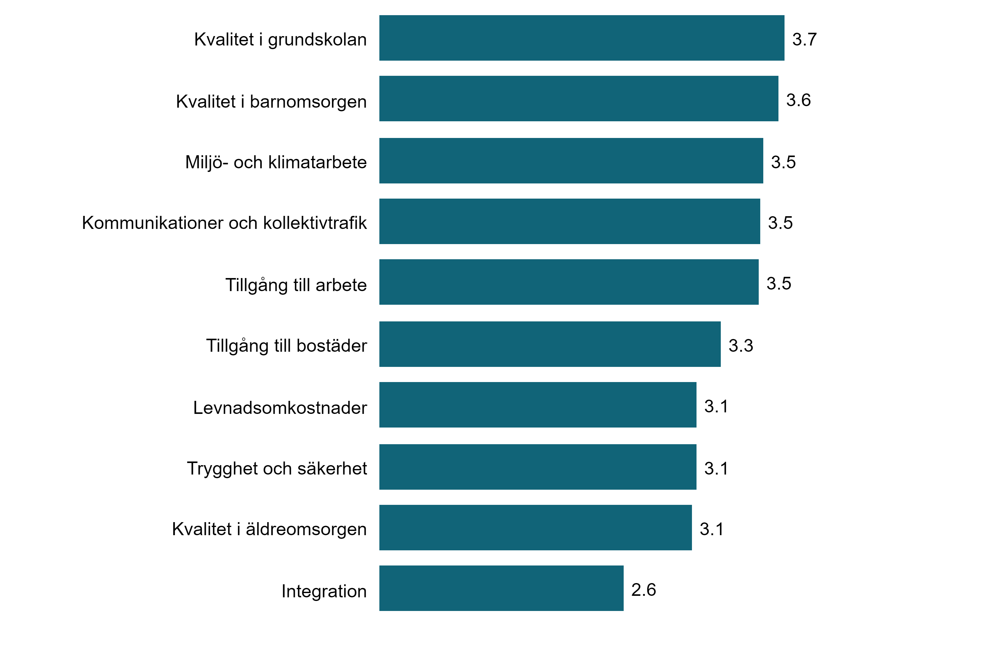 Kvalitet i grundskolan 3.7
Kvalitet i barnomsorgen 3.6
Miljö- och klimatarbete 3.5
Kommunikationer och kollektivtrafik 3.5
Tillgång till arbete 3.5
Tillgång till bostäder 3.3
Levnadsomkostnader 3.1
Trygghet och säkerhet 3.1
Kvalitet i äldreomsorgen 3.1
Integration 2.6